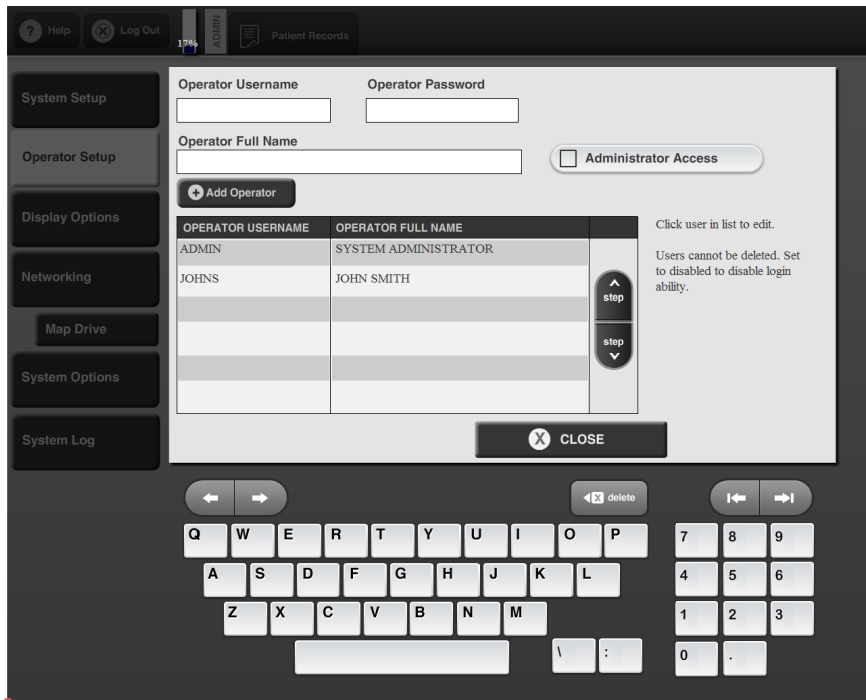 Help
Log Out
17%
ADMIN
Patient Records
System Setup
Operator Setup
Display Options
Networking
Map Drive
System Options
System Log
Operator Username
Operator Password
Operator Full Name
Administrator Access
Add Operator
OPERATOR USERNAME OPERATOR FULL NAME
ADMIN SYSTEM ADMINISTRATOR
JOHNS JOHN SMITH
step
step
Click user in list to edit.
Users cannot be deleted. Set
to disabled to disable login
ability.
X CLOSE
X delete
Q W E R T Y U I O P
7 8 9
A S D F G H J K L
4 5 6
Z X C V B N M
1 2 3
\ :
0 .